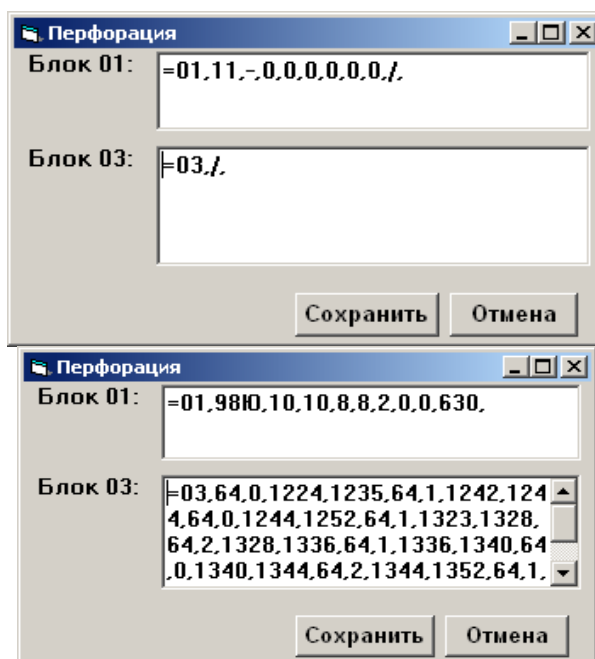 Перфорация
Блок 01:
=01,11,-,0,0,0,0,0,0,/,
Блок 03:
=03,/,
Сохранить Отмена
Перфорация
Блок 01:
=01,98Ю,10,10,8,8,2,0,0,630,
Блок 03:
=03,64,0,1224,1235,64,1,1242,124
4,64,0,1244,1252,64,1,1323,1328,
64,2,1328,1336,64,1,1336,1340,64
,0,1340,1344,64,2,1344,1352,64,1,
Сохранить Отмена